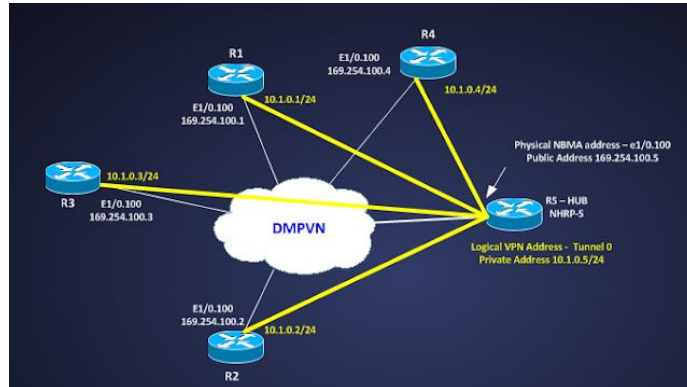 R1
R4
E1/0.100
169.254.100.4
10.1.0.1/24
10.1.0.4/24
E1/0.100
169.254.100.1
Physical NBMA address – e1/0.100
Public Address 169.254.100.5
10.1.0.3/24
R3
E1/0.100
169.254.100.3
R5 – HUB
NHRP-S
DMPVN
Logical VPN Address - Tunnel 0
Private Address 10.1.0.5/24
E1/0.100
169.254.100.2
10.1.0.2/24
R2